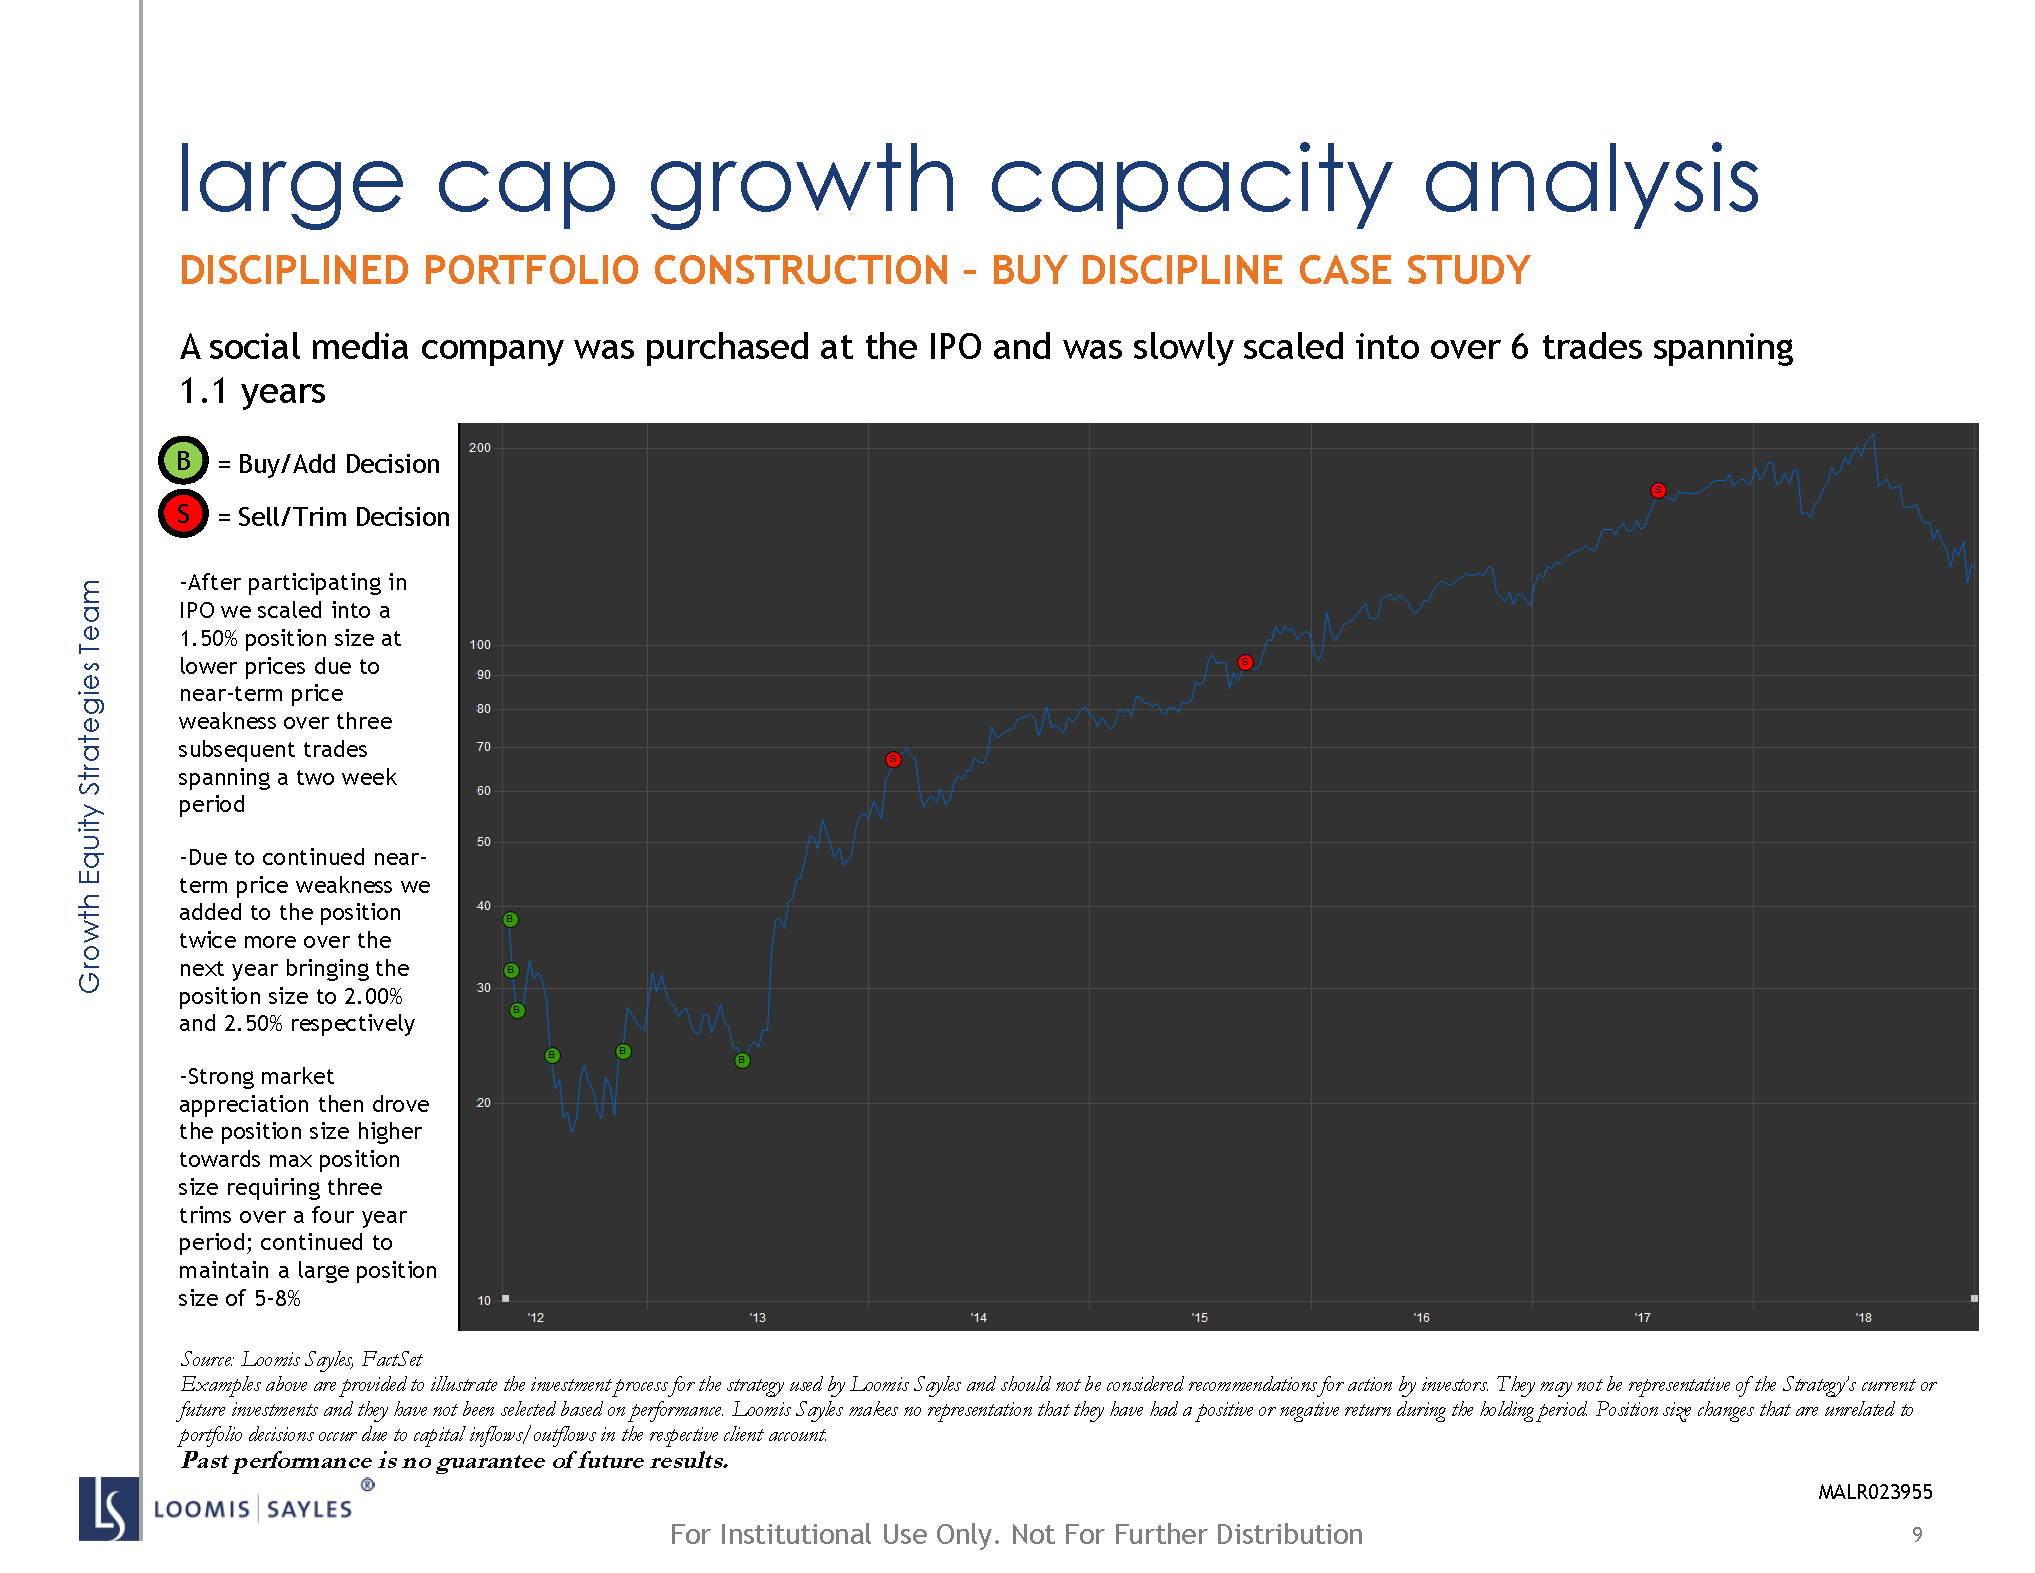 large cap growth capacity analysis
DISCIPLINED PORTFOLIO CONSTRUCTION – BUY DISCIPLINE CASE STUDY
A social media company was purchased at the IPO and was slowly scaled into over 6 trades spanning
1.1 years
B = Buy/Add Decision
S = Sell/Trim Decision
-After participating in
IPO we scaled into a
1.50% position size at
lower prices due to
near-term price
weakness over three
subsequent trades
spanning a two week
period
-Due to continued near-
term price weakness we
added to the position
twice more over the
next year bringing the
position size to 2.00%
and 2.50% respectively
-Strong market
appreciation then drove
the position size higher
towards max position
size requiring three
trims over a four year
period; continued to
maintain a large position
size of 5-8%
Growth Equity Strategies Team
200
100
90
80
70
60
50
40
30
20
10
B
B
B
B
B
B
S
S
S
'12 '13 '14 '15 '16 '17 '18
Source: Loomis Sayles, FactSet
Examples above are provided to illustrate the investment process for the strategy used by Loomis Sayles and should not be considered recommendations for action by investors. They may not be representative of the Strategy's current or
future investments and they have not been selected based on performance. Loomis Sayles makes no representation that they have had a positive or negative return during the holding period. Position size changes that are unrelated to
portfolio decisions occur due to capital inflows/outflows in the respective client account.
Past performance is no guarantee of future results.
LS LOOMIS | SAYLES ®
MALR023955
For Institutional Use Only. Not For Further Distribution
9